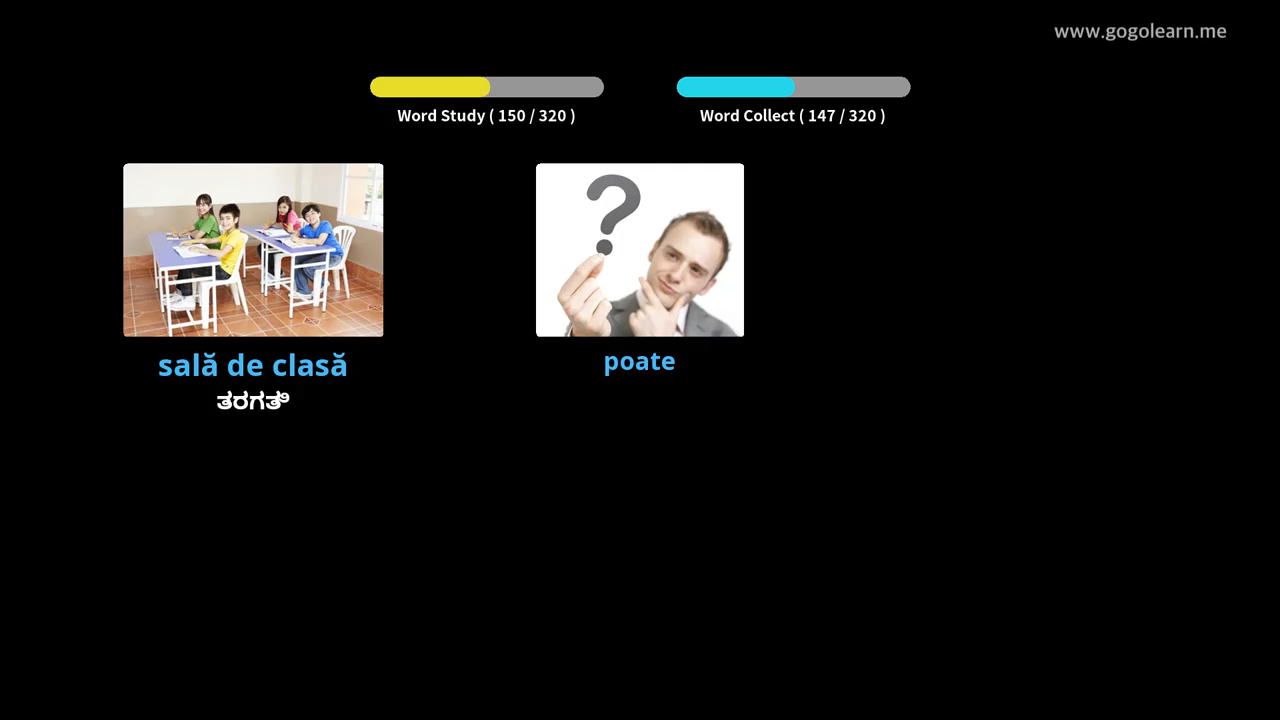 www.gogolearn.me
Word Study ( 150 / 320 )
Word Collect ( 147 / 320 )
sală de clasă
ತರಗತಿ
poate